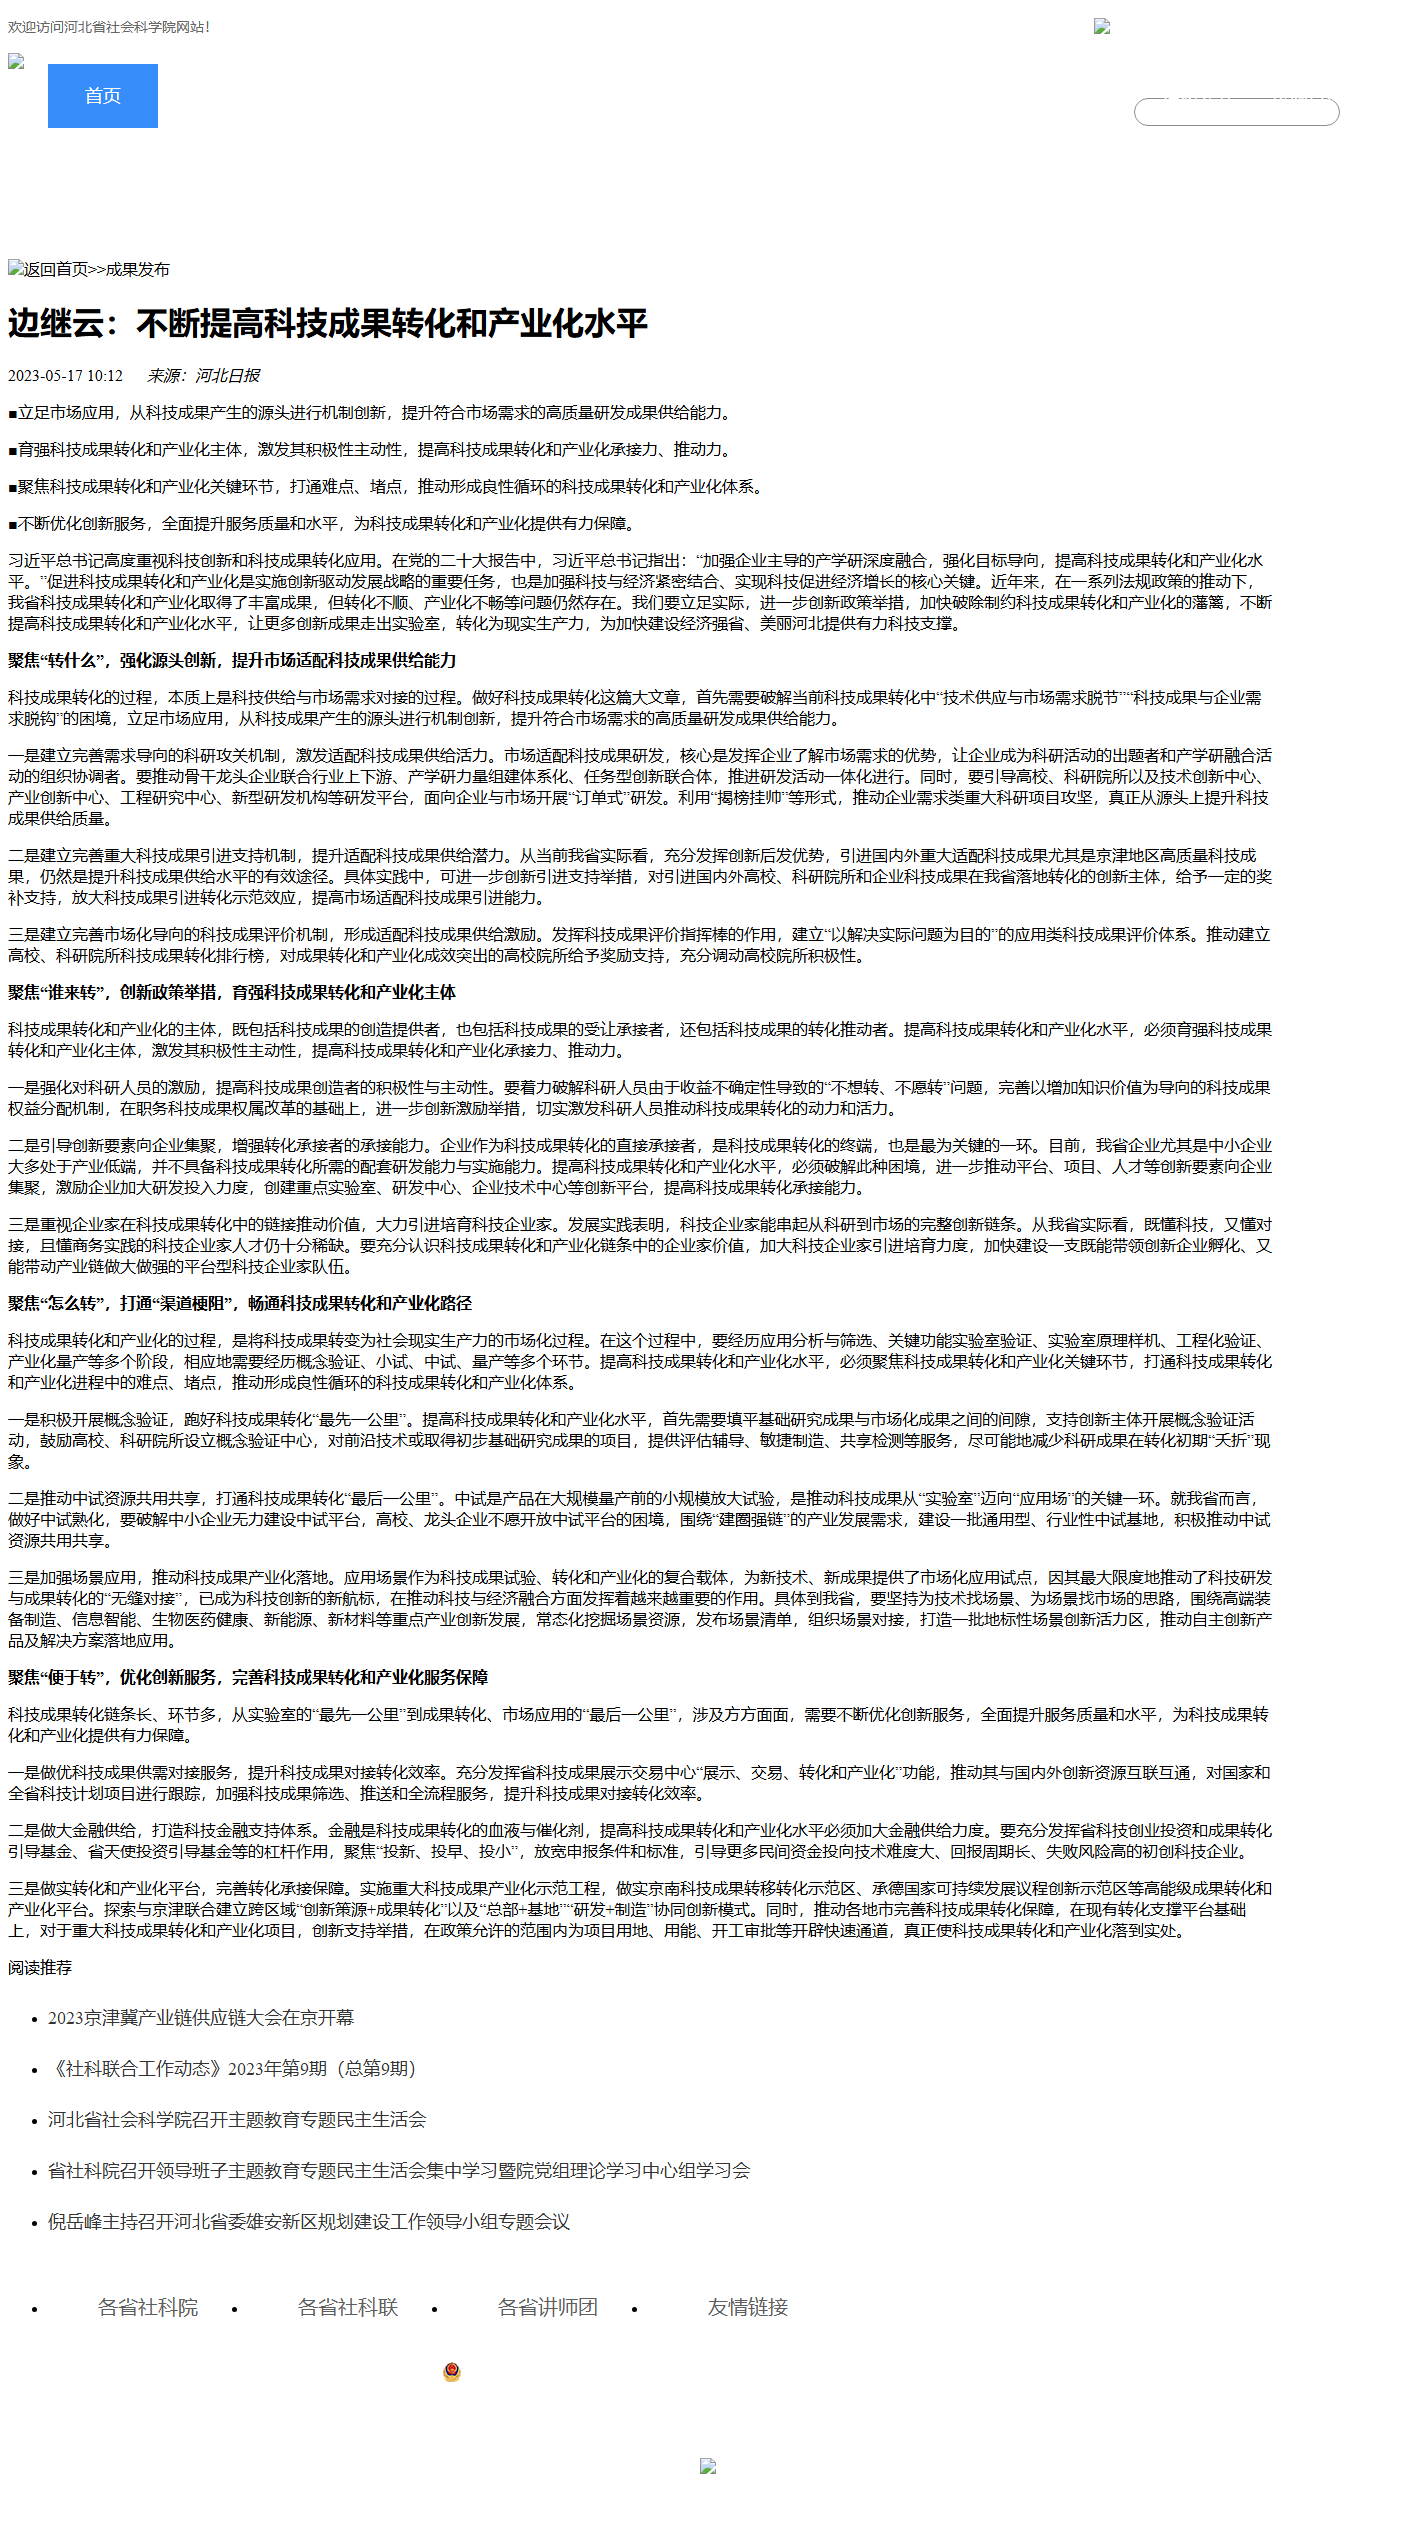 欢迎访问河北省社会科学院网站！
首页
返回首页>>成果发布
边继云：不断提高科技成果转化和产业化水平
2023-05-17 10:12 来源：河北日报
■立足市场应用，从科技成果产生的源头进行机制创新，提升符合市场需求的高质量研发成果供给能力。
■育强科技成果转化和产业化主体，激发其积极性主动性，提高科技成果转化和产业化承接力、推动力。
■聚焦科技成果转化和产业化关键环节，打通难点、堵点，推动形成良性循环的科技成果转化和产业化体系。
■不断优化创新服务，全面提升服务质量和水平，为科技成果转化和产业化提供有力保障。
习近平总书记高度重视科技创新和科技成果转化应用。在党的二十大报告中，习近平总书记指出：“加强企业主导的产学研深度融合，强化目标导向，提高科技成果转化和产业化水
平。”促进科技成果转化和产业化是实施创新驱动发展战略的重要任务，也是加强科技与经济紧密结合、实现科技促进经济增长的核心关键。近年来，在一系列法规政策的推动下，
我省科技成果转化和产业化取得了丰富成果，但转化不顺、产业化不畅等问题仍然存在。我们要立足实际，进一步创新政策举措，加快破除制约科技成果转化和产业化的藩篱，不断
提高科技成果转化和产业化水平，让更多创新成果走出实验室，转化为现实生产力，为加快建设经济强省、美丽河北提供有力科技支撑。
聚焦“转什么”，强化源头创新，提升市场适配科技成果供给能力
科技成果转化的过程，本质上是科技供给与市场需求对接的过程。做好科技成果转化这篇大文章，首先需要破解当前科技成果转化中“技术供应与市场需求脱节”“科技成果与企业需
求脱钩”的困境，立足市场应用，从科技成果产生的源头进行机制创新，提升符合市场需求的高质量研发成果供给能力。
一是建立完善需求导向的科研攻关机制，激发适配科技成果供给活力。市场适配科技成果研发，核心是发挥企业了解市场需求的优势，让企业成为科研活动的出题者和产学研融合活
动的组织协调者。要推动骨干龙头企业联合行业上下游、产学研力量组建体系化、任务型创新联合体，推进研发活动一体化进行。同时，要引导高校、科研院所以及技术创新中心、
产业创新中心、工程研究中心、新型研发机构等研发平台，面向企业与市场开展“订单式”研发。利用“揭榜挂帅”等形式，推动企业需求类重大科研项目攻坚，真正从源头上提升科技
成果供给质量。
二是建立完善重大科技成果引进支持机制，提升适配科技成果供给潜力。从当前我省实际看，充分发挥创新后发优势，引进国内外重大适配科技成果尤其是京津地区高质量科技成
果，仍然是提升科技成果供给水平的有效途径。具体实践中，可进一步创新引进支持举措，对引进国内外高校、科研院所和企业科技成果在我省落地转化的创新主体，给予一定的奖
补支持，放大科技成果引进转化示范效应，提高市场适配科技成果引进能力。
三是建立完善市场化导向的科技成果评价机制，形成适配科技成果供给激励。发挥科技成果评价指挥棒的作用，建立“以解决实际问题为目的”的应用类科技成果评价体系。推动建立
高校、科研院所科技成果转化排行榜，对成果转化和产业化成效突出的高校院所给予奖励支持，充分调动高校院所积极性。
聚焦“谁来转”，创新政策举措，育强科技成果转化和产业化主体
科技成果转化和产业化的主体，既包括科技成果的创造提供者，也包括科技成果的受让承接者，还包括科技成果的转化推动者。提高科技成果转化和产业化水平，必须育强科技成果
转化和产业化主体，激发其积极性主动性，提高科技成果转化和产业化承接力、推动力。
一是强化对科研人员的激励，提高科技成果创造者的积极性与主动性。要着力破解科研人员由于收益不确定性导致的“不想转、不愿转”问题，完善以增加知识价值为导向的科技成果
权益分配机制，在职务科技成果权属改革的基础上，进一步创新激励举措，切实激发科研人员推动科技成果转化的动力和活力。
二是引导创新要素向企业集聚，增强转化承接者的承接能力。企业作为科技成果转化的直接承接者，是科技成果转化的终端，也是最为关键的一环。目前，我省企业尤其是中小企业
大多处于产业低端，并不具备科技成果转化所需的配套研发能力与实施能力。提高科技成果转化和产业化水平，必须破解此种困境，进一步推动平台、项目、人才等创新要素向企业
集聚，激励企业加大研发投入力度，创建重点实验室、研发中心、企业技术中心等创新平台，提高科技成果转化承接能力。
三是重视企业家在科技成果转化中的链接推动价值，大力引进培育科技企业家。发展实践表明，科技企业家能串起从科研到市场的完整创新链条。从我省实际看，既懂科技，又懂对
接，且懂商务实践的科技企业家人才仍十分稀缺。要充分认识科技成果转化和产业化链条中的企业家价值，加大科技企业家引进培育力度，加快建设一支既能带领创新企业孵化、又
能带动产业链做大做强的平台型科技企业家队伍。
聚焦“怎么转”，打通“渠道梗阻”，畅通科技成果转化和产业化路径
科技成果转化和产业化的过程，是将科技成果转变为社会现实生产力的市场化过程。在这个过程中，要经历应用分析与筛选、关键功能实验室验证、实验室原理样机、工程化验证、
产业化量产等多个阶段，相应地需要经历概念验证、小试、中试、量产等多个环节。提高科技成果转化和产业化水平，必须聚焦科技成果转化和产业化关键环节，打通科技成果转化
和产业化进程中的难点、堵点，推动形成良性循环的科技成果转化和产业化体系。
一是积极开展概念验证，跑好科技成果转化“最先一公里”。提高科技成果转化和产业化水平，首先需要填平基础研究成果与市场化成果之间的间隙，支持创新主体开展概念验证活
动，鼓励高校、科研院所设立概念验证中心，对前沿技术或取得初步基础研究成果的项目，提供评估辅导、敏捷制造、共享检测等服务，尽可能地减少科研成果在转化初期“夭折”现
象。
二是推动中试资源共用共享，打通科技成果转化“最后一公里”。中试是产品在大规模量产前的小规模放大试验，是推动科技成果从“实验室”迈向“应用场”的关键一环。就我省而言，
做好中试熟化，要破解中小企业无力建设中试平台，高校、龙头企业不愿开放中试平台的困境，围绕“建圈强链”的产业发展需求，建设一批通用型、行业性中试基地，积极推动中试
资源共用共享。
三是加强场景应用，推动科技成果产业化落地。应用场景作为科技成果试验、转化和产业化的复合载体，为新技术、新成果提供了市场化应用试点，因其最大限度地推动了科技研发
与成果转化的“无缝对接”，已成为科技创新的新航标，在推动科技与经济融合方面发挥着越来越重要的作用。具体到我省，要坚持为技术找场景、为场景找市场的思路，围绕高端装
备制造、信息智能、生物医药健康、新能源、新材料等重点产业创新发展，常态化挖掘场景资源，发布场景清单，组织场景对接，打造一批地标性场景创新活力区，推动自主创新产
品及解决方案落地应用。
聚焦“便于转”，优化创新服务，完善科技成果转化和产业化服务保障
科技成果转化链条长、环节多，从实验室的“最先一公里”到成果转化、市场应用的“最后一公里”，涉及方方面面，需要不断优化创新服务，全面提升服务质量和水平，为科技成果转
化和产业化提供有力保障。
一是做优科技成果供需对接服务，提升科技成果对接转化效率。充分发挥省科技成果展示交易中心“展示、交易、转化和产业化”功能，推动其与国内外创新资源互联互通，对国家和
全省科技计划项目进行跟踪，加强科技成果筛选、推送和全流程服务，提升科技成果对接转化效率。
二是做大金融供给，打造科技金融支持体系。金融是科技成果转化的血液与催化剂，提高科技成果转化和产业化水平必须加大金融供给力度。要充分发挥省科技创业投资和成果转化
引导基金、省天使投资引导基金等的杠杆作用，聚焦“投新、投早、投小”，放宽申报条件和标准，引导更多民间资金投向技术难度大、回报周期长、失败风险高的初创科技企业。
三是做实转化和产业化平台，完善转化承接保障。实施重大科技成果产业化示范工程，做实京南科技成果转移转化示范区、承德国家可持续发展议程创新示范区等高能级成果转化和
产业化平台。探索与京津联合建立跨区域“创新策源+成果转化”以及“总部+基地”“研发+制造”协同创新模式。同时，推动各地市完善科技成果转化保障，在现有转化支撑平台基础
上，对于重大科技成果转化和产业化项目，创新支持举措，在政策允许的范围内为项目用地、用能、开工审批等开辟快速通道，真正使科技成果转化和产业化落到实处。
阅读推荐
2023京津冀产业链供应链大会在京开幕
《社科联合工作动态》2023年第9期（总第9期）
河北省社会科学院召开主题教育专题民主生活会
省社科院召开领导班子主题教育专题民主生活会集中学习暨院党组理论学习中心组学习会
倪岳峰主持召开河北省委雄安新区规划建设工作领导小组专题会议
各省社科院 各省社科联 各省讲师团 友情链接